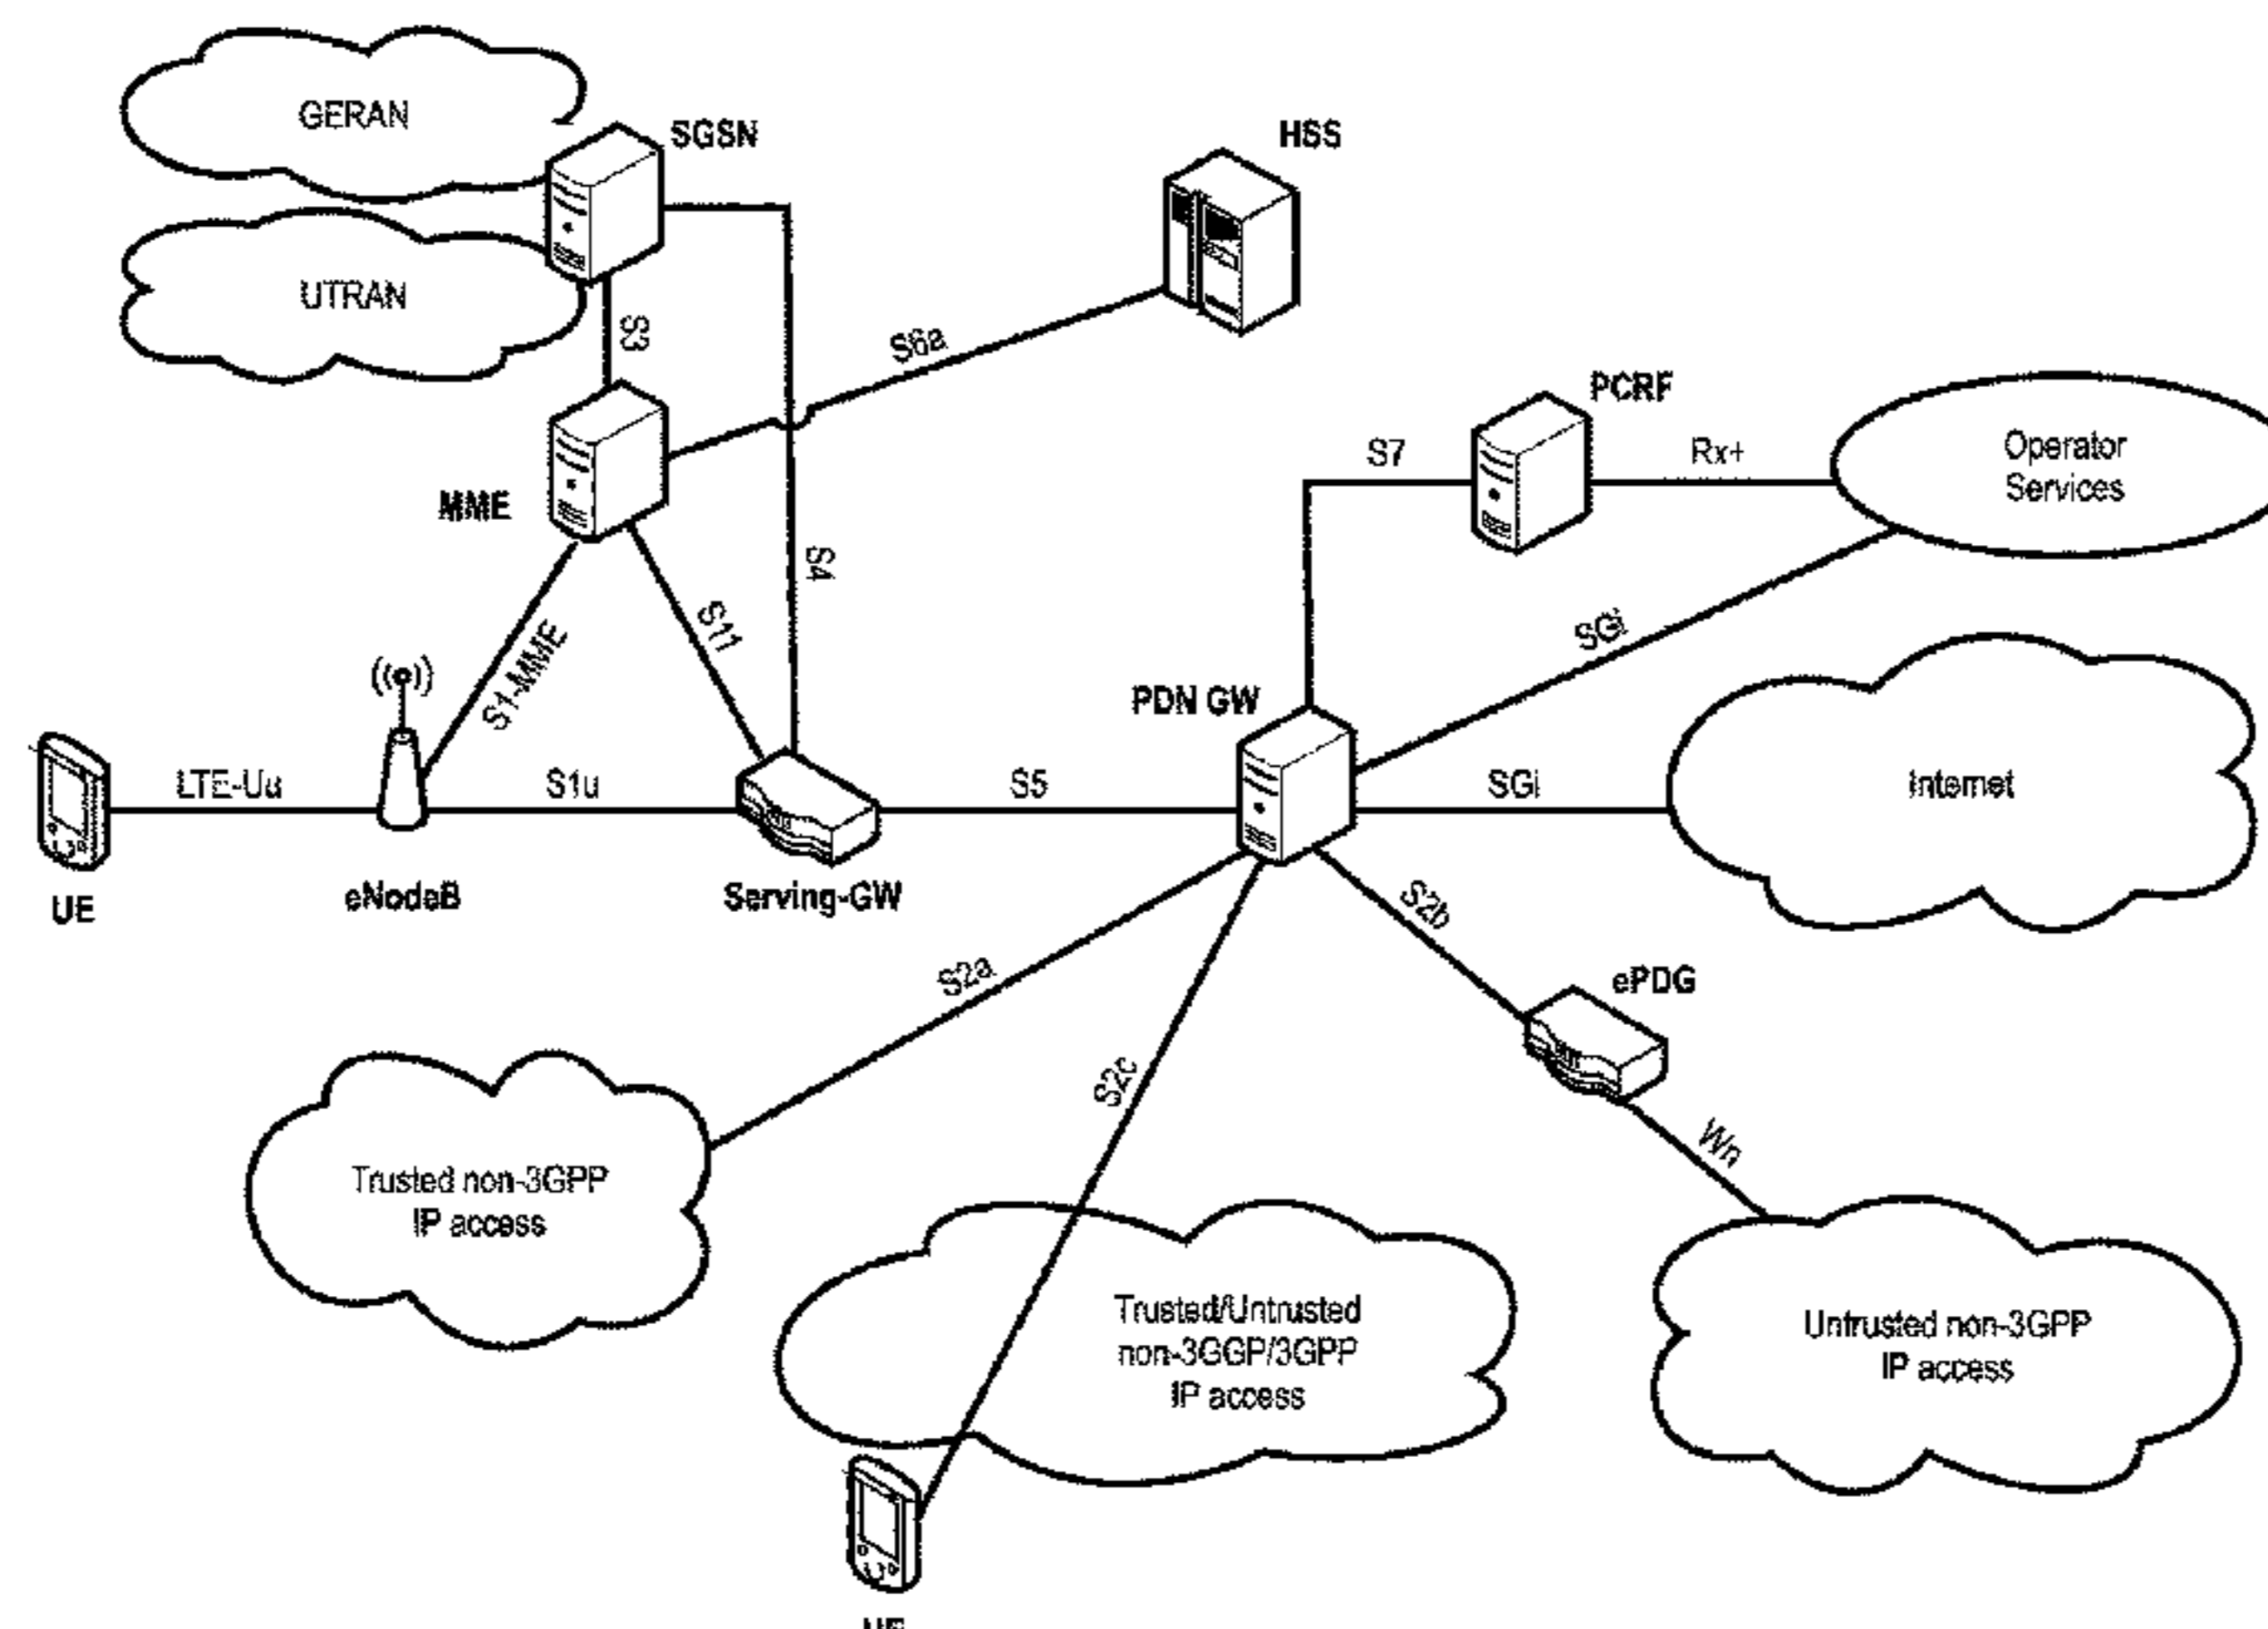 GERAN
SGSN
HSS
UTRAN
S3
S6a
PCRF
S7
Rx+
Operator
Services
MME
S4
S11
S1-MME
SGi
PDN GW
LTE-Uu
S1u
S5
SGi
Internet
UE
eNodeB
Serving-GW
S2b
S2a
ePDG
S2c
Wn
Trusted non-3GPP
IP access
Trusted/Untrusted
non-3GGP/3GPP
IP access
Untrusted non-3GPP
IP access
UE